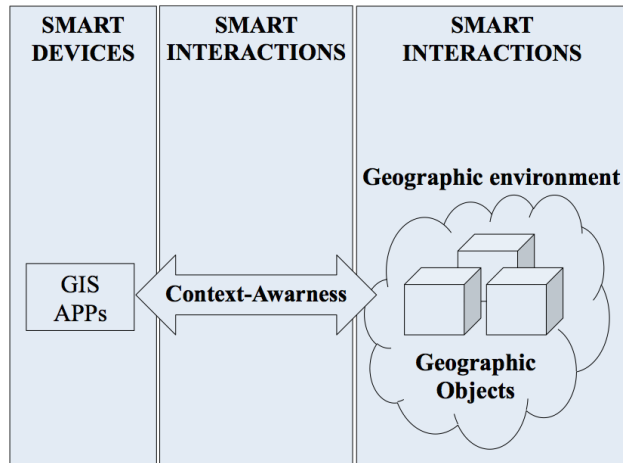 SMART
DEVICES
SMART
INTERACTIONS
SMART
INTERACTIONS
Geographic environment
GIS
APPs
Context-Awarness
Geographic
Objects